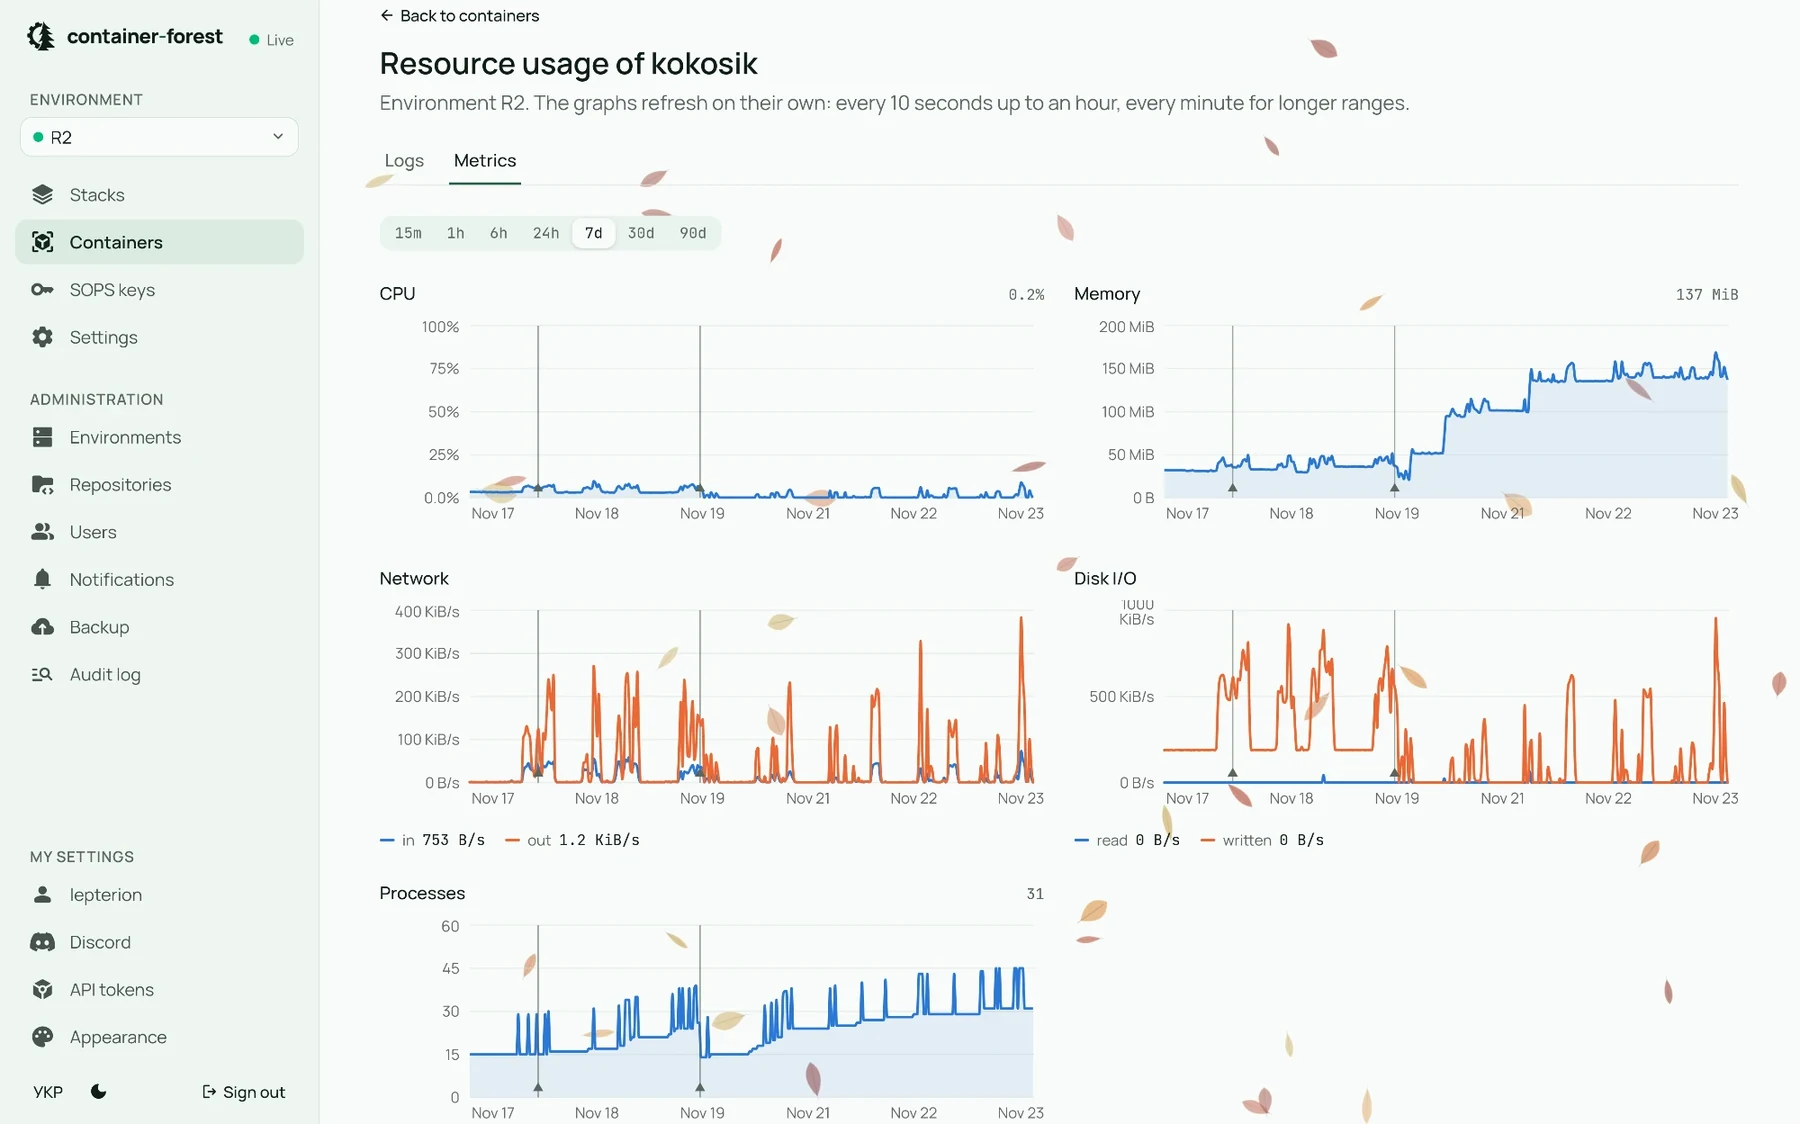 container-forest
Live
ENVIRONMENT
R2
Stacks
Containers
SOPS keys
Settings
ADMINISTRATION
Environments
Repositories
Users
Notifications
Backup
Audit log
MY SETTINGS
lepterion
Discord
API tokens
Appearance
УКР
Sign out
Back to containers
Resource usage of kokosik
Environment R2. The graphs refresh on their own: every 10 seconds up to an hour, every minute for longer ranges.
Logs Metrics
15m 1h 6h 24h 7d 30d 90d
CPU 0.2%
100%
75%
50%
25%
0.0%
Nov 17 Nov 18 Nov 19 Nov 21 Nov 22 Nov 23
Memory 137 MiB
200 MiB
150 MiB
100 MiB
50 MiB
0 B
Nov 17 Nov 18 Nov 19 Nov 21 Nov 22 Nov 23
Network
400 KiB/s
300 KiB/s
200 KiB/s
100 KiB/s
0 B/s
Nov 17 Nov 18 Nov 19 Nov 21 Nov 22 Nov 23
in 753 B/s out 1.2 KiB/s
Disk I/O
1000
KiB/s
500 KiB/s
0 B/s
Nov 17 Nov 18 Nov 19 Nov 21 Nov 22 Nov 23
read 0 B/s written 0 B/s
Processes 31
60
45
30
15
0
Nov 17 Nov 18 Nov 19 Nov 21 Nov 22 Nov 23